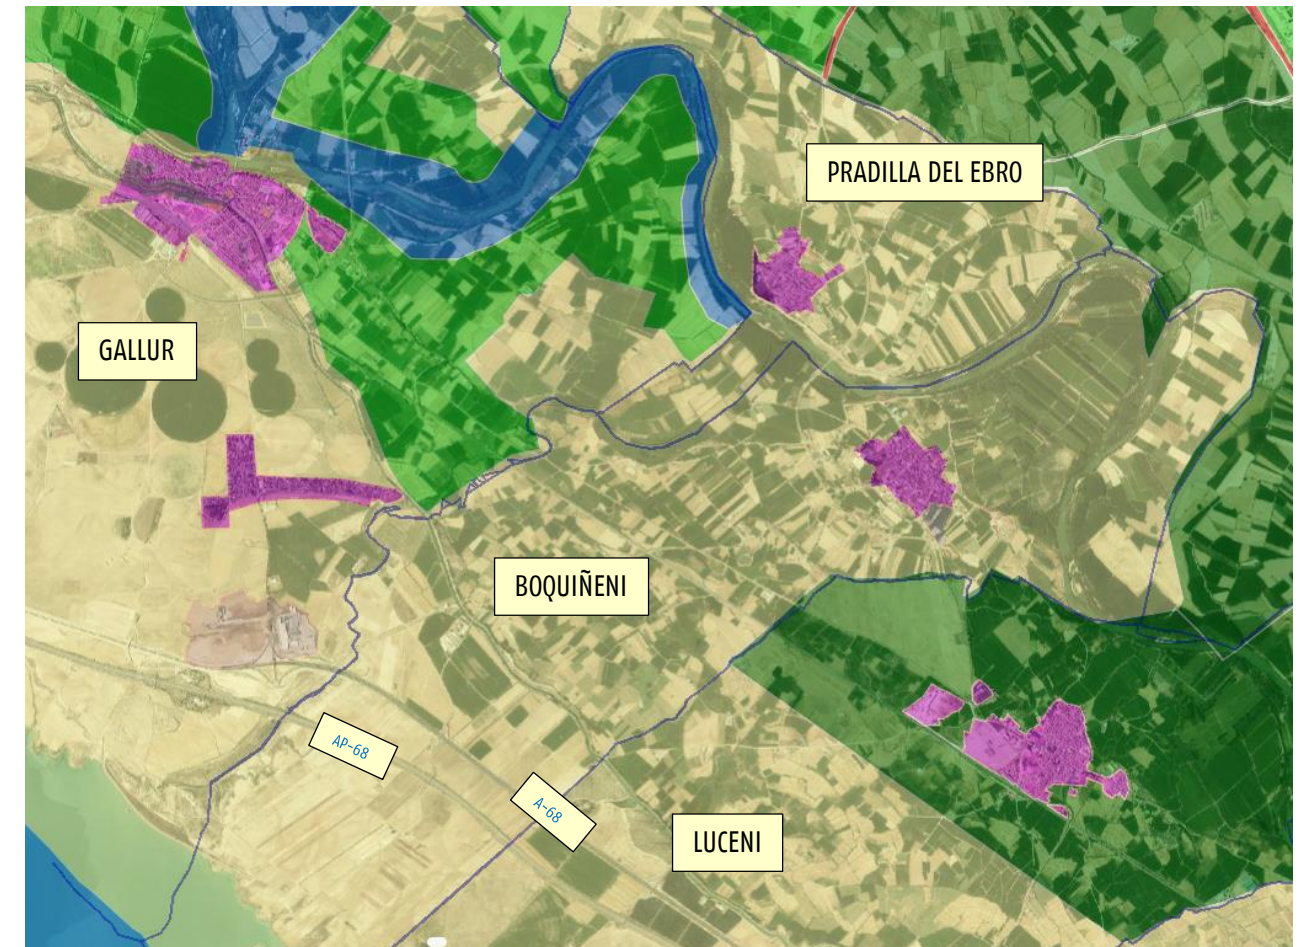 PRADILLA DEL EBRO
GALLUR
BOQUIÑENI
AP-68
A-68
LUCENI